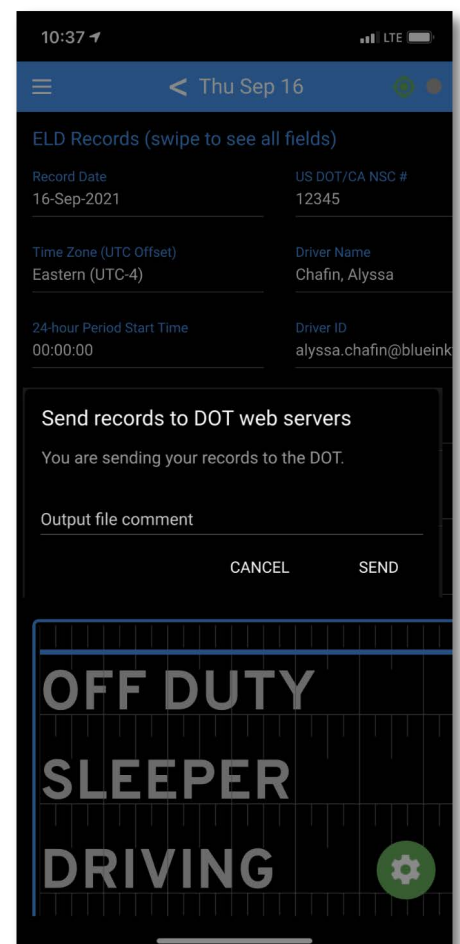 10:37
LTE
< Thu Sep 16
ELD Records (swipe to see all fields)
Record Date
US DOT/CA NSC #
16-Sep-2021
12345
Time Zone (UTC Offset)
Driver Name
Eastern (UTC-4)
Chafin, Alyssa
24-hour Period Start Time
Driver ID
00:00:00
alyssa.chafin@blueink
Send records to DOT web servers
You are sending your records to the DOT.
Output file comment
CANCEL
SEND
OFF DUTY
SLEEPER
DRIVING